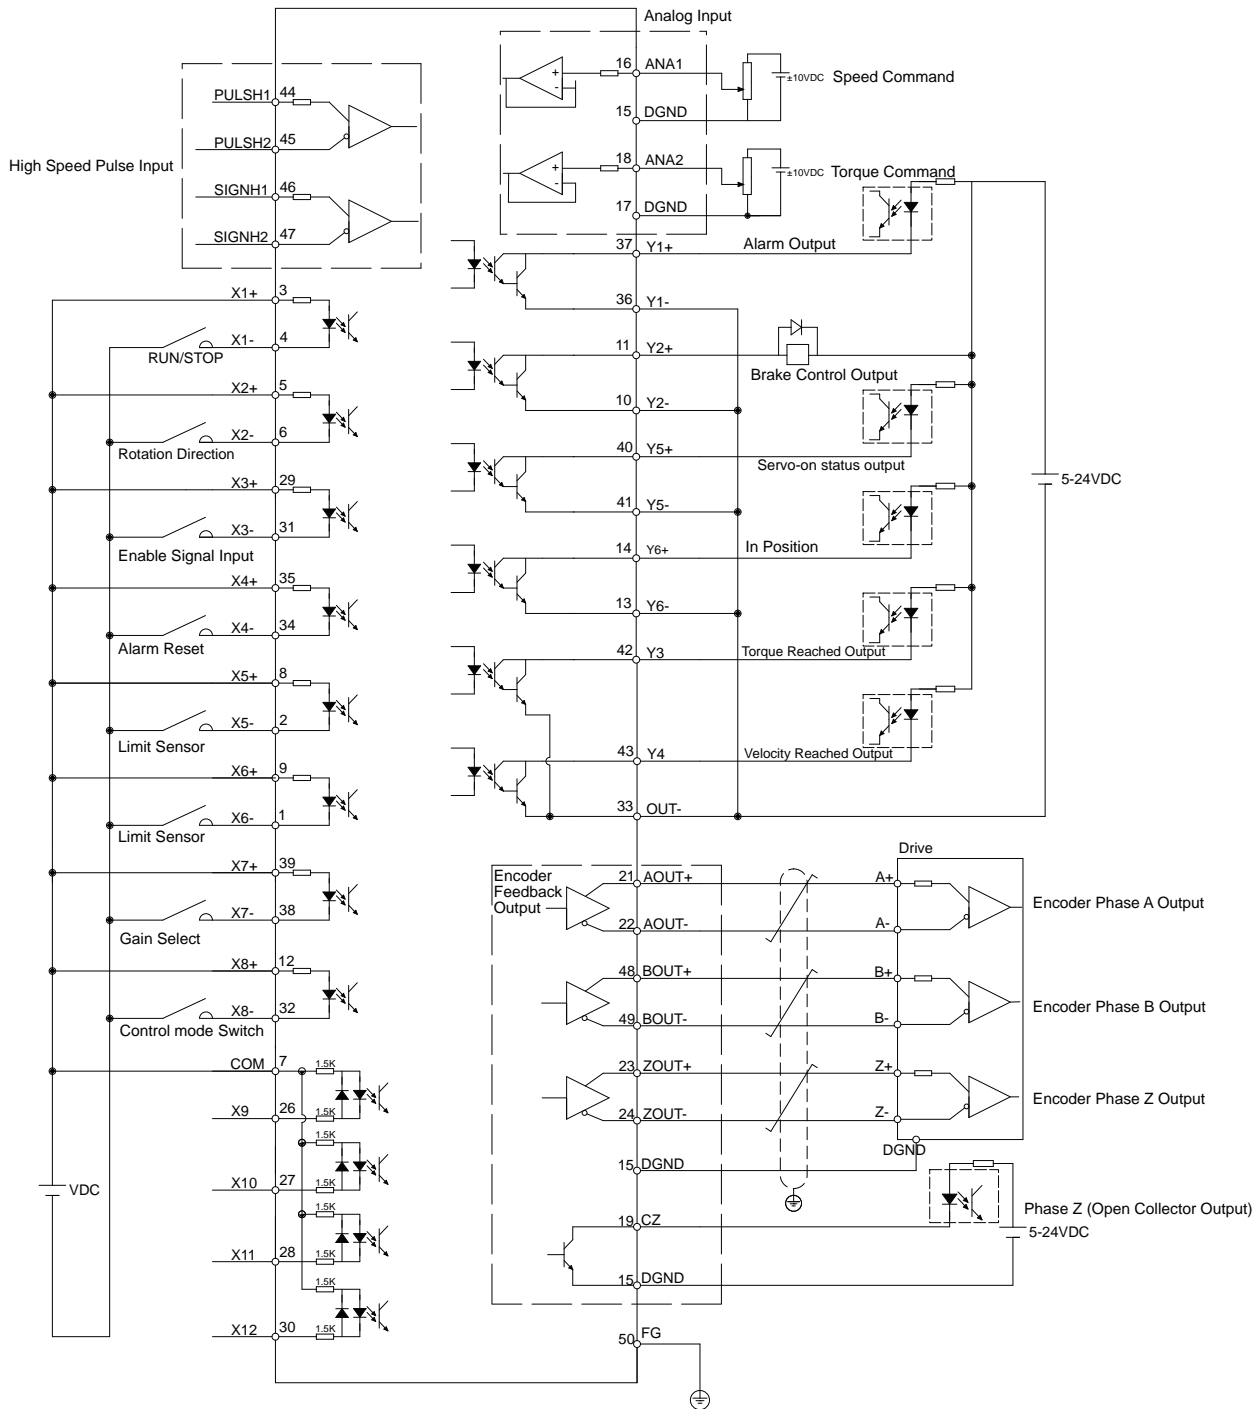 Analog Input
16 ANA1
±10VDC Speed Command
15 DGND
18 ANA2
±10VDC Torque Command
17 DGND
High Speed Pulse Input
PULSH1 44
PULSH2 45
SIGNH1 46
SIGNH2 47
37 Y1+ Alarm Output
36 Y1-
11 Y2+
Brake Control Output
10 Y2-
40 Y5+
Servo-on status output
41 Y5-
14 Y6+ In Position
13 Y6-
42 Y3 Torque Reached Output
43 Y4 Velocity Reached Output
33 OUT-
5-24VDC
X1+ 3
X1- 4
RUN/STOP
X2+ 5
X2- 6
Rotation Direction
X3+ 29
X3- 31
Enable Signal Input
X4+ 35
X4- 34
Alarm Reset
X5+ 8
X5- 2
Limit Sensor
X6+ 9
X6- 1
Limit Sensor
X7+ 39
X7- 38
Gain Select
X8+ 12
X8- 32
Control mode Switch
COM 7 1.5K
X9 26 1.5K
1.5K
X10 27 1.5K
1.5K
X11 28 1.5K
1.5K
X12 30 1.5K
VDC
Encoder
Feedback
Output
21 AOUT+
22 AOUT-
48 BOUT+
49 BOUT-
23 ZOUT+
24 ZOUT-
15 DGND
19 CZ
15 DGND
50 FG
Drive
A+
A-
Encoder Phase A Output
B+
B-
Encoder Phase B Output
Z+
Z-
Encoder Phase Z Output
DGND
Phase Z (Open Collector Output)
5-24VDC